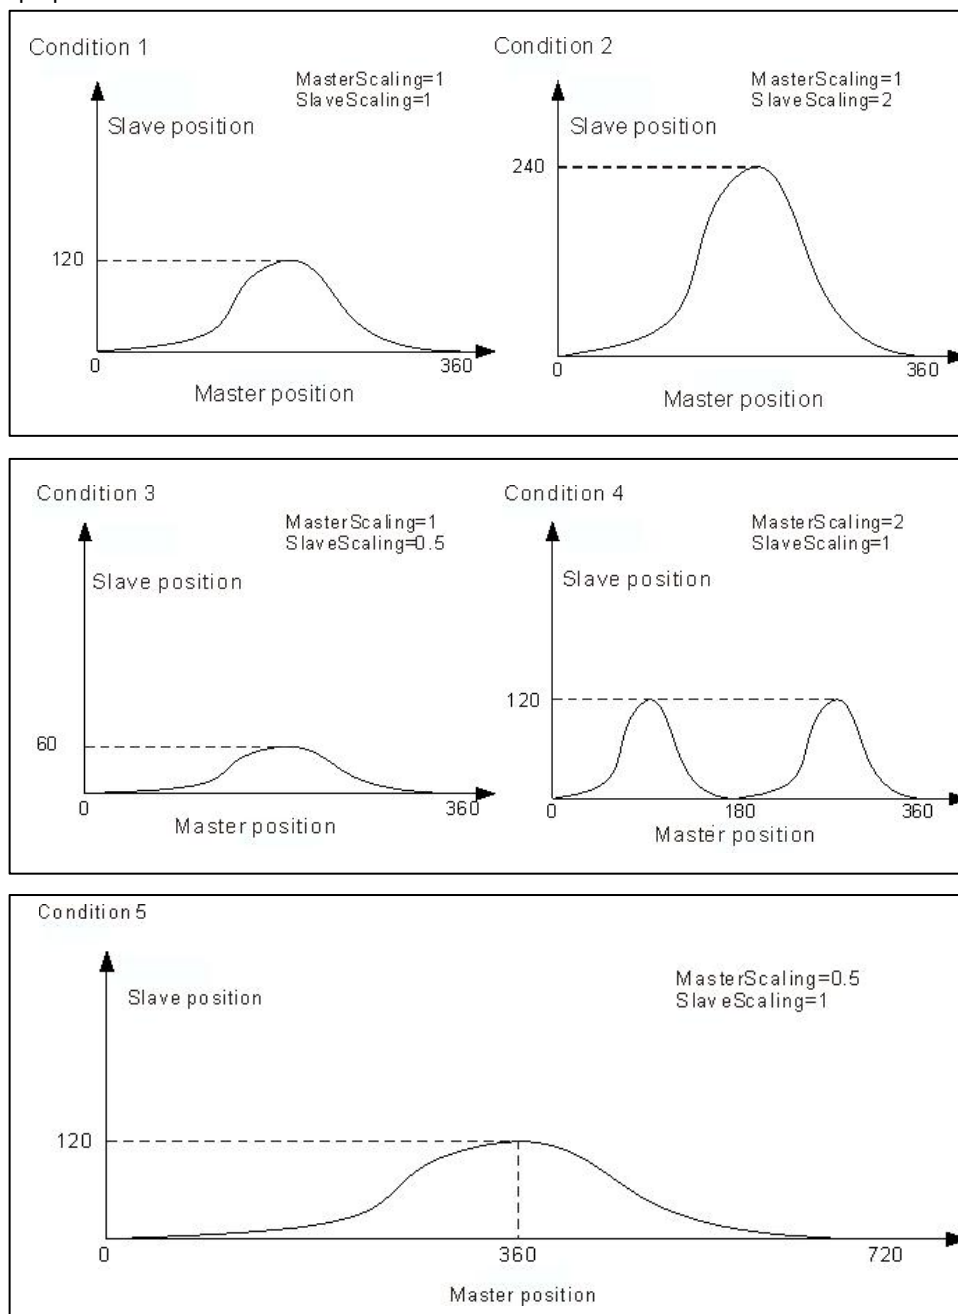 Condition 1
MasterScaling=1
SlaveScaling=1
Slave position
120
0
360
Master position
Condition 2
MasterScaling=1
SlaveScaling=2
Slave position
240
0
360
Master position
Condition 3
MasterScaling=1
SlaveScaling=0.5
Slave position
60
0
360
Master position
Condition 4
MasterScaling=2
SlaveScaling=1
Slave position
120
0
180
360
Master position
Condition 5
MasterScaling=0.5
SlaveScaling=1
Slave position
120
0
360
720
Master position